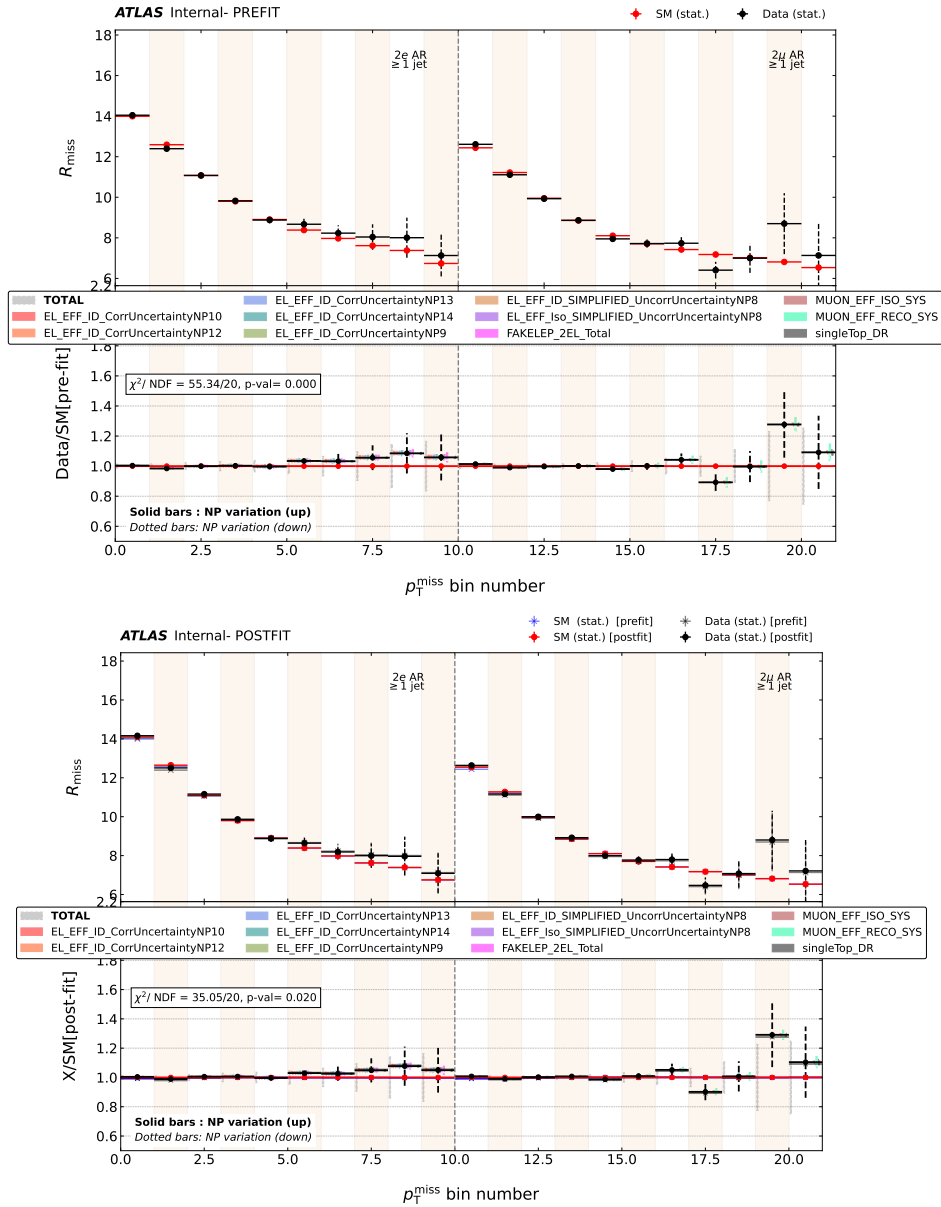 ATLAS Internal- PREFIT
SM (stat.) Data (stat.)
2e AR
≥ 1 jet
2μ AR
≥ 1 jet
18
16
14
12
10
8
6
R_miss
2.2
TOTAL
EL_EFF_ID_CorrUncertaintyNP10
EL_EFF_ID_CorrUncertaintyNP12
EL_EFF_ID_CorrUncertaintyNP13
EL_EFF_ID_CorrUncertaintyNP14
EL_EFF_ID_CorrUncertaintyNP9
EL_EFF_ID_SIMPLIFIED_UncorrUncertaintyNP8
EL_EFF_Iso_SIMPLIFIED_UncorrUncertaintyNP8
FAKELEP_2EL_Total
MUON_EFF_ISO_SYS
MUON_EFF_RECO_SYS
singleTop_DR
1.8
1.6
1.4
1.2
1.0
0.8
0.6
Data/SM[pre-fit]
χ²/ NDF = 55.34/20, p-val= 0.000
Solid bars : NP variation (up)
Dotted bars: NP variation (down)
0.0 2.5 5.0 7.5 10.0 12.5 15.0 17.5 20.0
p_T^miss bin number
ATLAS Internal- POSTFIT
SM (stat.) [prefit] Data (stat.) [prefit]
SM (stat.) [postfit] Data (stat.) [postfit]
2e AR
≥ 1 jet
2μ AR
≥ 1 jet
18
16
14
12
10
8
6
R_miss
2.2
TOTAL
EL_EFF_ID_CorrUncertaintyNP10
EL_EFF_ID_CorrUncertaintyNP12
EL_EFF_ID_CorrUncertaintyNP13
EL_EFF_ID_CorrUncertaintyNP14
EL_EFF_ID_CorrUncertaintyNP9
EL_EFF_ID_SIMPLIFIED_UncorrUncertaintyNP8
EL_EFF_Iso_SIMPLIFIED_UncorrUncertaintyNP8
FAKELEP_2EL_Total
MUON_EFF_ISO_SYS
MUON_EFF_RECO_SYS
singleTop_DR
1.8
1.6
1.4
1.2
1.0
0.8
0.6
X/SM[post-fit]
χ²/ NDF = 35.05/20, p-val= 0.020
Solid bars : NP variation (up)
Dotted bars: NP variation (down)
0.0 2.5 5.0 7.5 10.0 12.5 15.0 17.5 20.0
p_T^miss bin number